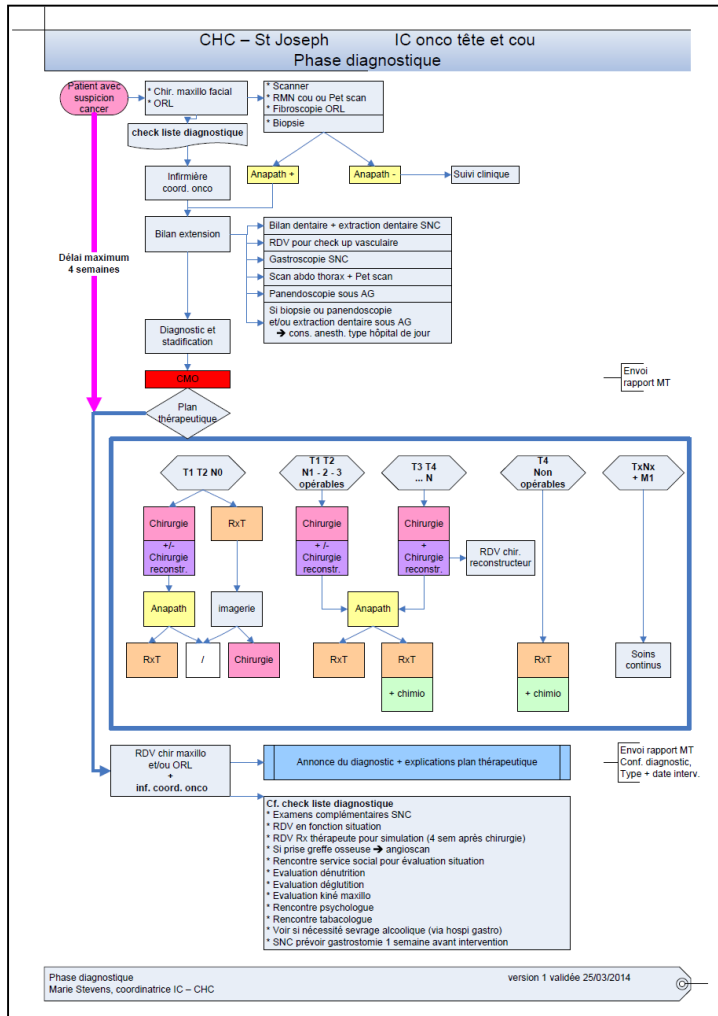 CHC – St Joseph IC onco tête et cou
Phase diagnostique
Patient avec
suspicion
cancer
* Chir. maxillo facial
* ORL
* Scanner
* RMN cou ou Pet scan
* Fibroscopie ORL
* Biopsie
check liste diagnostique
Infirmière
coord. onco
Anapath +
Anapath -
Suivi clinique
Bilan extension
Bilan dentaire + extraction dentaire SNC
RDV pour check up vasculaire
Gastroscopie SNC
Scan abdo thorax + Pet scan
Panendoscopie sous AG
Si biopsie ou panendoscopie
et/ou extraction dentaire sous AG
➔ cons. anesth. type hôpital de jour
Délai maximum
4 semaines
Diagnostic et
stadification
CMO
Envoi
rapport MT
Plan
thérapeutique
T1 T2 N0
T1 T2
N1 - 2 - 3
opérables
T3 T4
... N
T4
Non
opérables
TxNx
+ M1
Chirurgie
+/-
Chirurgie
reconstr.
RxT
Chirurgie
+ /-
Chirurgie
reconstr.
Chirurgie
+
Chirurgie
reconstr.
RDV chir.
reconstructeur
Anapath
imagerie
Anapath
RxT
/
Chirurgie
RxT
RxT
+ chimio
RxT
+ chimio
Soins
continus
RDV chir maxillo
et/ou ORL
+
inf. coord. onco
Annonce du diagnostic + explications plan thérapeutique
Envoi rapport MT
Conf. diagnostic,
Type + date interv.
Cf. check liste diagnostique
* Examens complémentaires SNC
* RDV en fonction situation
* RDV Rx thérapeute pour simulation (4 sem après chirurgie)
* Si prise greffe osseuse ➔ angioscan
* Rencontre service social pour évaluation situation
* Evaluation dénutrition
* Evaluation déglutition
* Evaluation kiné maxillo
* Rencontre psychologue
* Rencontre tabacologue
* Voir si nécessité sevrage alcoolique (via hospi gastro)
* SNC prévoir gastrostomie 1 semaine avant intervention
Phase diagnostique
Marie Stevens, coordinatrice IC – CHC
version 1 validée 25/03/2014